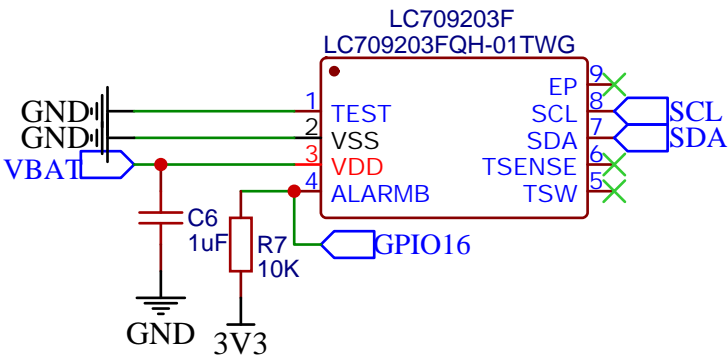 LC709203F
LC709203FQH-01TWG
GND 1 TEST
GND 2 VSS
VBAT 3 VDD
4 ALARMB
EP 9
SCL 8 SCL
SDA 7 SDA
TSENSE 6
TSW 5
C6
1uF
R7
10K
GPIO16
GND
3V3